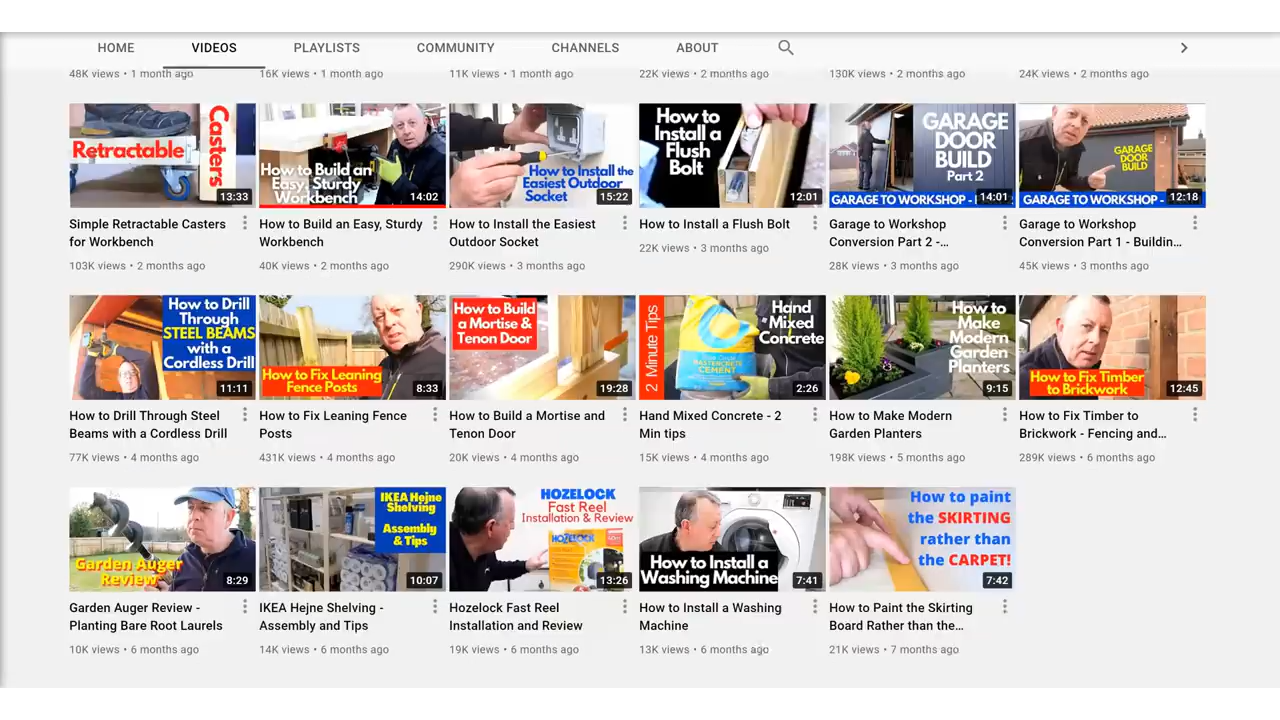 HOME VIDEOS PLAYLISTS COMMUNITY CHANNELS ABOUT
48K views • 1 month ago 16K views • 1 month ago 11K views • 1 month ago 22K views • 2 months ago 130K views • 2 months ago 24K views • 2 months ago
Retractable
Casters
13:33
How to Build an
Easy, Sturdy
Workbench
14:02
How to Install the
Easiest Outdoor
Socket
15:22
How to
Install a
Flush
Bolt
12:01
GARAGE
DOOR
BUILD
Part 2
GARAGE TO WORKSHOP -
14:01
GARAGE
DOOR
BUILD
GARAGE TO WORKSHOP -
12:18
Simple Retractable Casters
for Workbench
103K views • 2 months ago
How to Build an Easy, Sturdy
Workbench
40K views • 2 months ago
How to Install the Easiest
Outdoor Socket
290K views • 3 months ago
How to Install a Flush Bolt
22K views • 3 months ago
Garage to Workshop
Conversion Part 2 -...
28K views • 3 months ago
Garage to Workshop
Conversion Part 1 - Buildin...
45K views • 3 months ago
How to Drill
Through
STEEL BEAMS
with a
Cordless Drill
11:11
How to Fix Leaning
Fence Posts
8:33
How to Build
a Mortise &
Tenon Door
19:28
2 Minute Tips
Hand
Mixed
Concrete
MASTERCRETE
CEMENT
2:26
How to
Make
Modern
Garden
Planters
9:15
How to Fix Timber
to Brickwork
12:45
How to Drill Through Steel
Beams with a Cordless Drill
77K views • 4 months ago
How to Fix Leaning Fence
Posts
431K views • 4 months ago
How to Build a Mortise and
Tenon Door
20K views • 4 months ago
Hand Mixed Concrete - 2
Min tips
15K views • 4 months ago
How to Make Modern
Garden Planters
198K views • 5 months ago
How to Fix Timber to
Brickwork - Fencing and...
289K views • 6 months ago
Garden Auger
Review
8:29
IKEA Hejne
Shelving
Assembly
& Tips
10:07
HOZELOCK
Fast Reel
Installation & Review
HOZELOCK
13:26
How to Install a
Washing Machine
7:41
How to paint
the SKIRTING
rather than
the CARPET!
7:42
Garden Auger Review -
Planting Bare Root Laurels
10K views • 6 months ago
IKEA Hejne Shelving -
Assembly and Tips
14K views • 6 months ago
Hozelock Fast Reel
Installation and Review
19K views • 6 months ago
How to Install a Washing
Machine
13K views • 6 months ago
How to Paint the Skirting
Board Rather than the...
21K views • 7 months ago